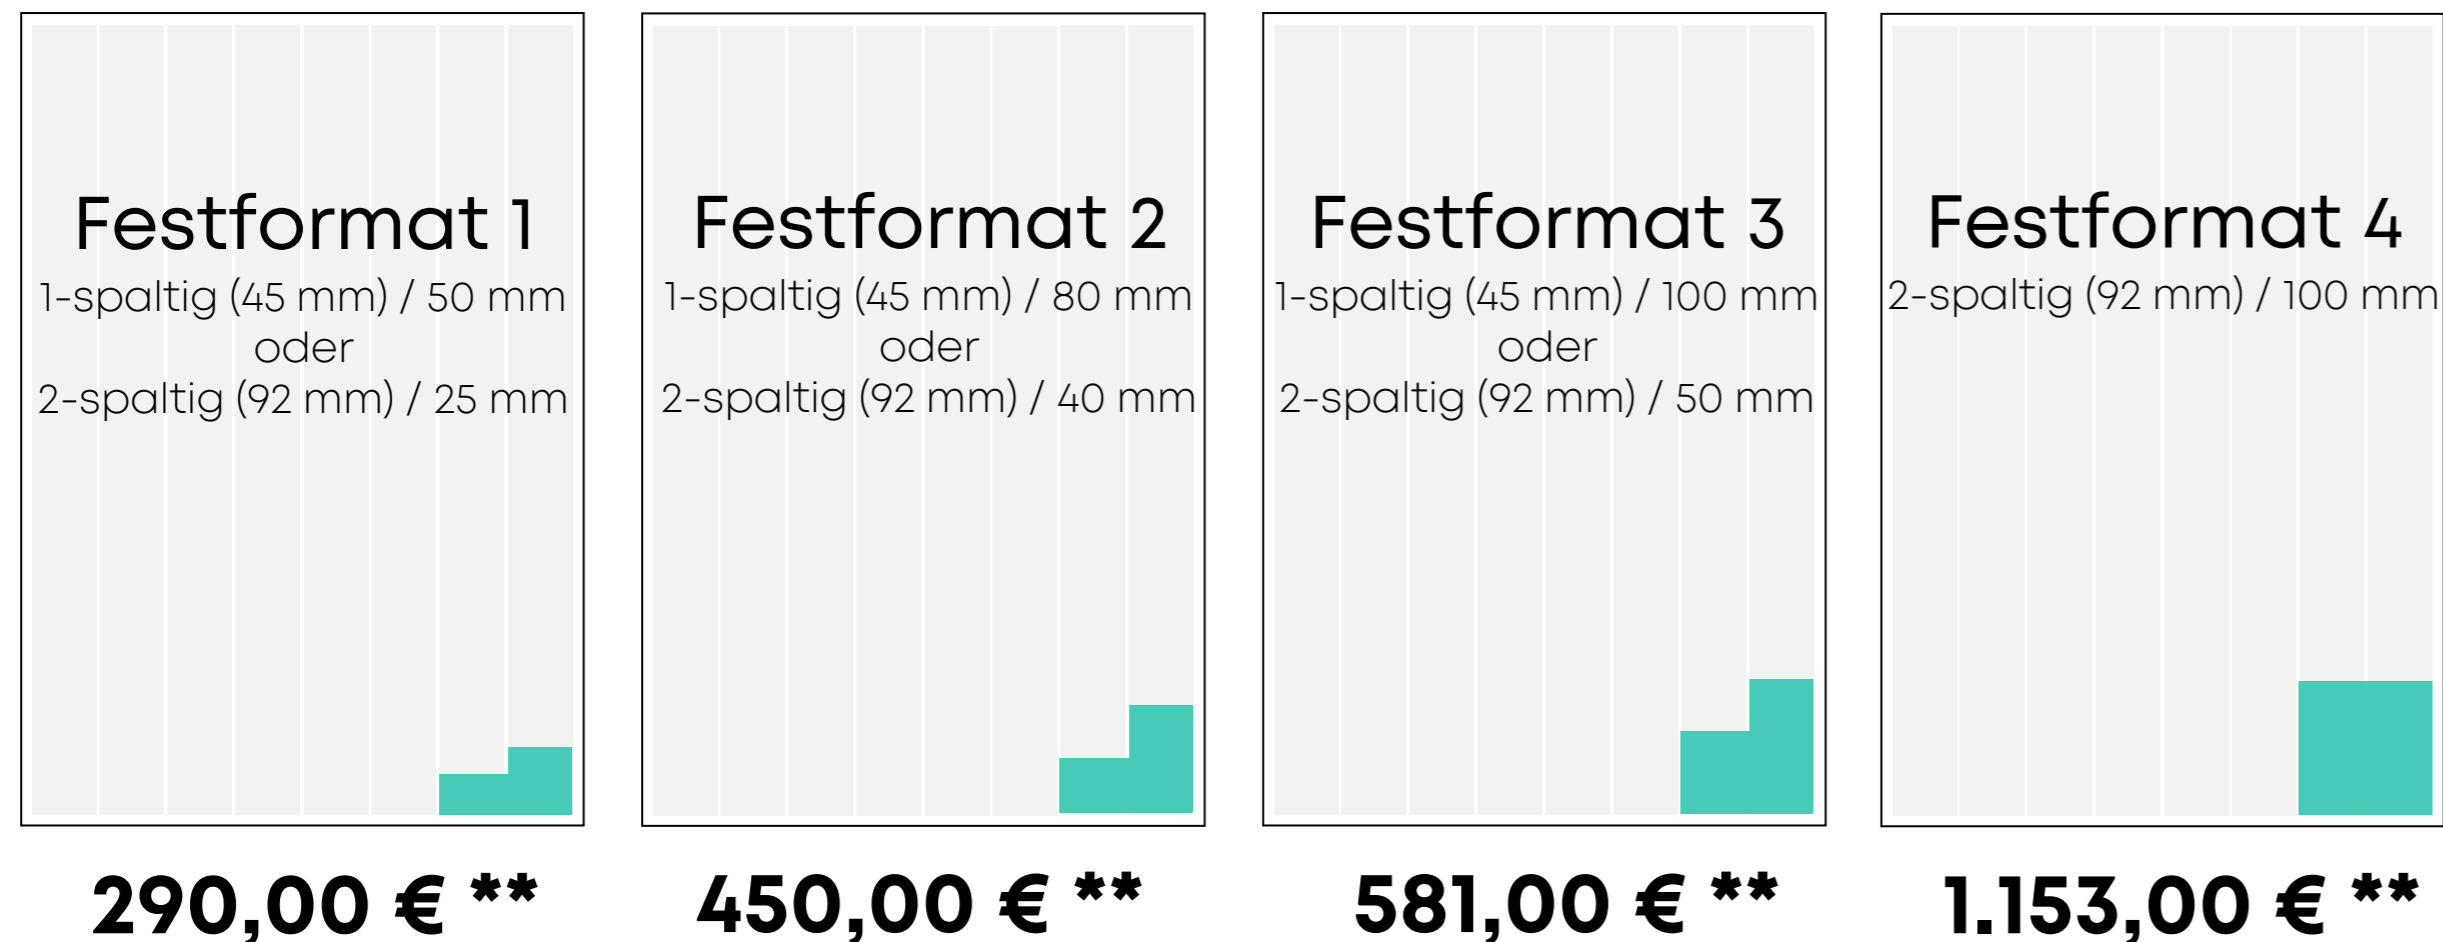 Festformat 1
1-spaltig (45 mm) / 50 mm
oder
2-spaltig (92 mm) / 25 mm
290,00 € **
Festformat 2
1-spaltig (45 mm) / 80 mm
oder
2-spaltig (92 mm) / 40 mm
450,00 € **
Festformat 3
1-spaltig (45 mm) / 100 mm
oder
2-spaltig (92 mm) / 50 mm
581,00 € **
Festformat 4
2-spaltig (92 mm) / 100 mm
1.153,00 € **